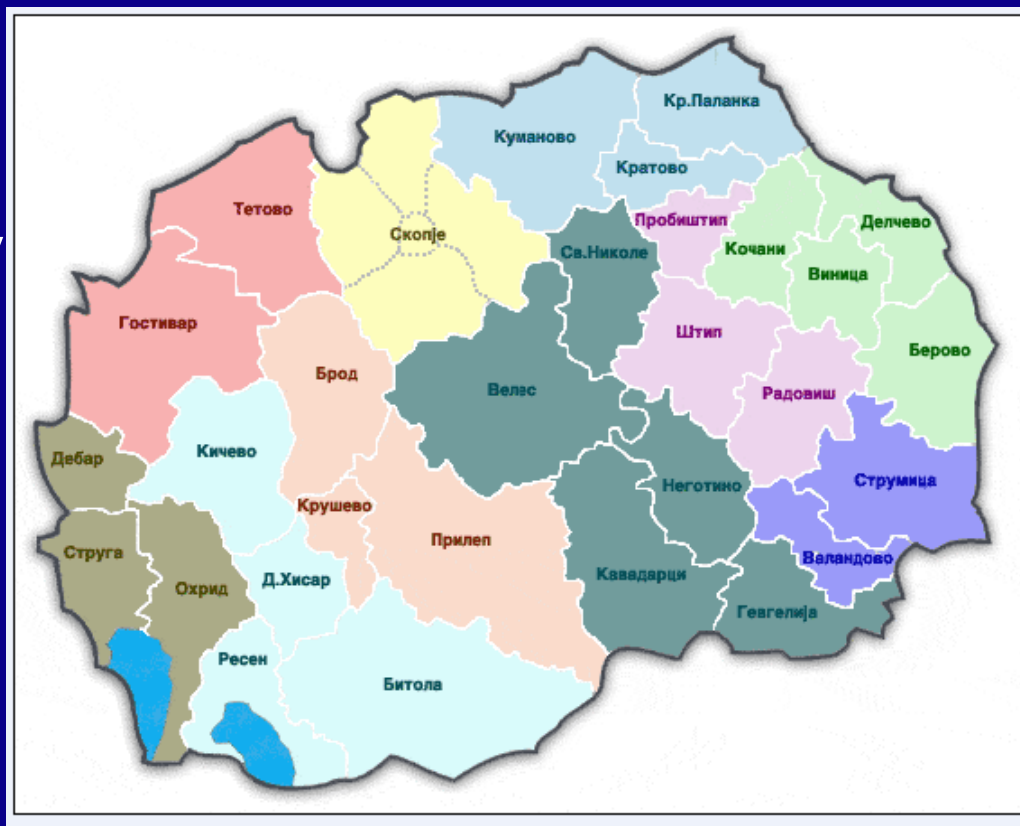 Кр.Паланка
Куманово
Кратово
Тетово
Скопје
Пробиштип
Делчево
Св.Николе
Кочани
Виница
Гостивар
Штип
Берово
Брод
Велес
Радовиш
Кичево
Дебар
Струмица
Неготино
Крушево
Прилеп
Струга
Валандово
Кавадарци
Д.Хисар
Охрид
Гевгелија
Ресен
Битола